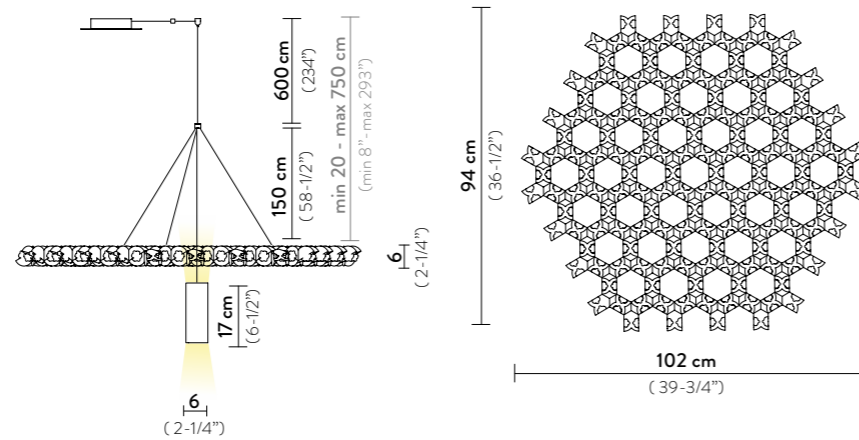 600 cm
(234”)
150 cm
(58-1/2”)
min 20 - max 750 cm
(min 8” - max 293”)
6
(2-1/4”)
17 cm
(6-1/2”)
6
(2-1/4”)
94 cm
(36-1/2”)
102 cm
(39-3/4”)